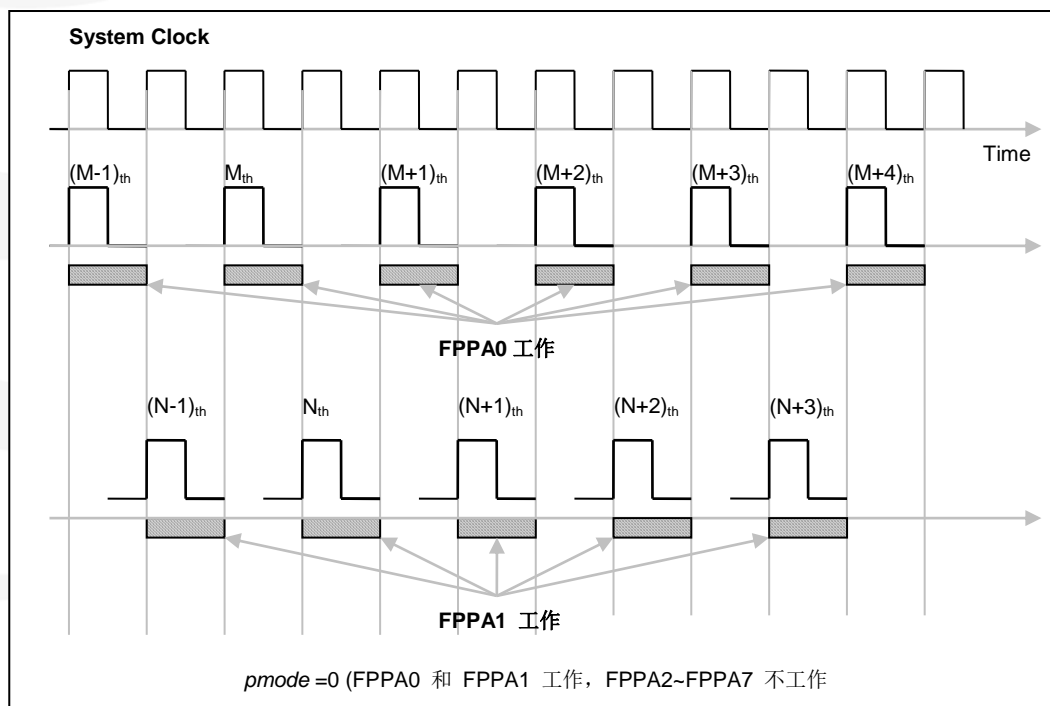 System Clock
Time
(M-1)th Mth (M+1)th (M+2)th (M+3)th (M+4)th
FPPA0 工作
(N-1)th Nth (N+1)th (N+2)th (N+3)th
FPPA1 工作
pmode =0 (FPPA0 和 FPPA1 工作，FPPA2~FPPA7 不工作